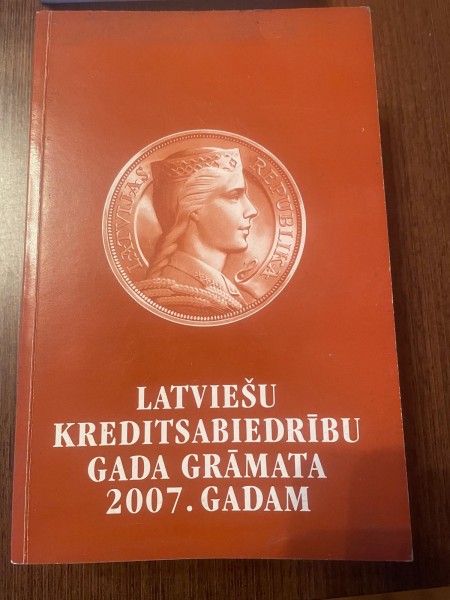 LATVIJAS REPUBLIKA
LATVIEŠU
KREDITSABIEDRĪBU
GADA GRĀMATA
2007. GADAM